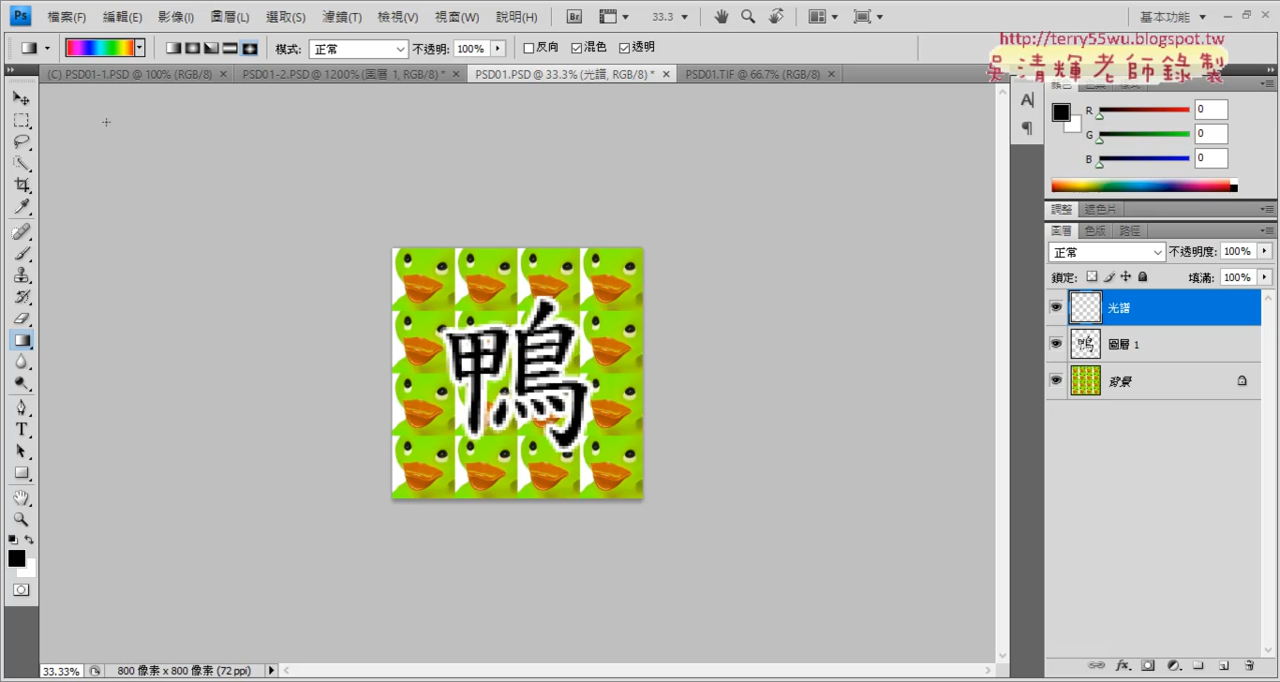 Ps 檔案(F) 編輯(E) 影像(I) 圖層(L) 選取(S) 濾鏡(T) 檢視(V) 視窗(W) 說明(H) Br 33.3 基本功能
http://terry55wu.blogspot.tw
模式: 正常 不透明: 100% 反向 混色 透明
吳清輝老師錄製
(C) PSD01-1.PSD @ 100% (RGB/8) PSD01-2.PSD @ 1200% (圖層 1, RGB/8) * PSD01.PSD @ 33.3% (光譜, RGB/8) * PSD01.TIF @ 66.7% (RGB/8)
R 0
G 0
B 0
調整 遮色片
圖層 色版 路徑
正常 不透明度: 100%
鎖定: 填滿: 100%
光譜
圖層 1
背景
鴨
33.33% 800 像素 x 800 像素 (72 ppi)